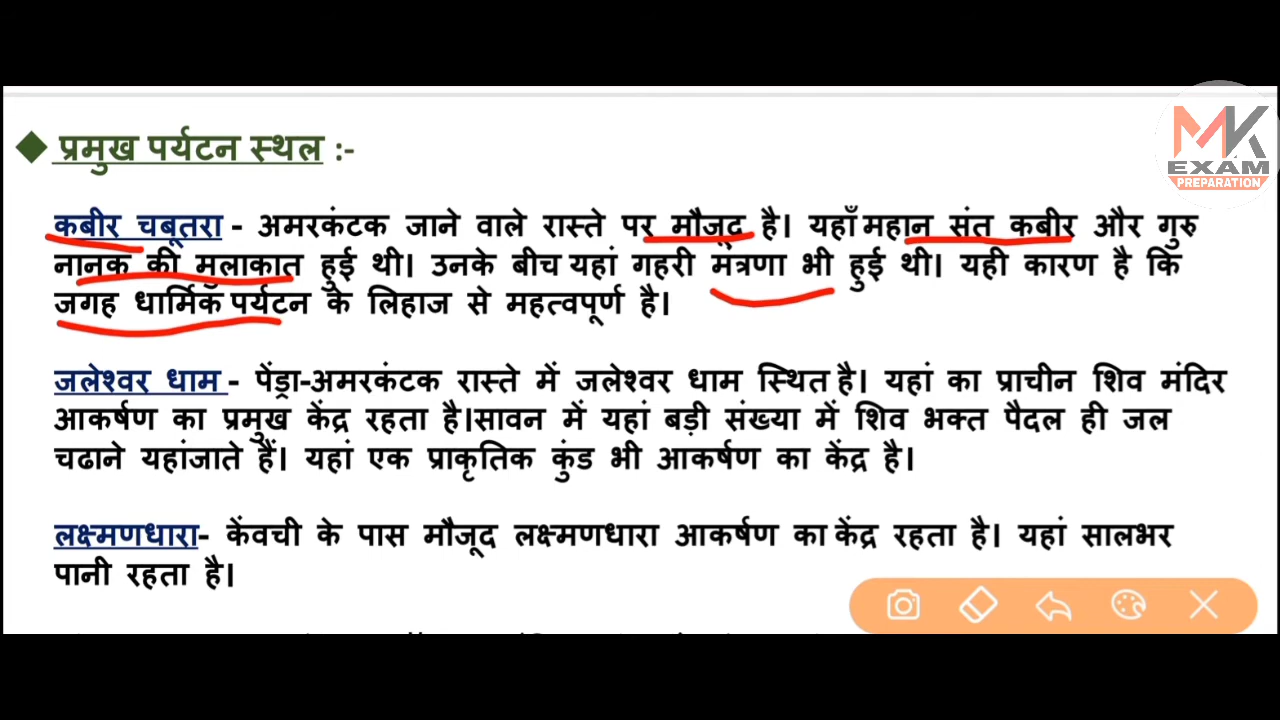 प्रमुख पर्यटन स्थल :-
MK
EXAM
PREPARATION
कबीर चबूतरा - अमरकंटक जाने वाले रास्ते पर मौजूद है। यहाँ महान संत कबीर और गुरु
नानक की मुलाकात हुई थी। उनके बीच यहां गहरी मंत्रणा भी हुई थी। यही कारण है कि
जगह धार्मिक पर्यटन के लिहाज से महत्वपूर्ण है।
जलेश्वर धाम - पेंड्रा-अमरकंटक रास्ते में जलेश्वर धाम स्थित है। यहां का प्राचीन शिव मंदिर
आकर्षण का प्रमुख केंद्र रहता है।सावन में यहां बड़ी संख्या में शिव भक्त पैदल ही जल
चढाने यहांजाते हैं। यहां एक प्राकृतिक कुंड भी आकर्षण का केंद्र है।
लक्ष्मणधारा- केंवची के पास मौजूद लक्ष्मणधारा आकर्षण का केंद्र रहता है। यहां सालभर
पानी रहता है।